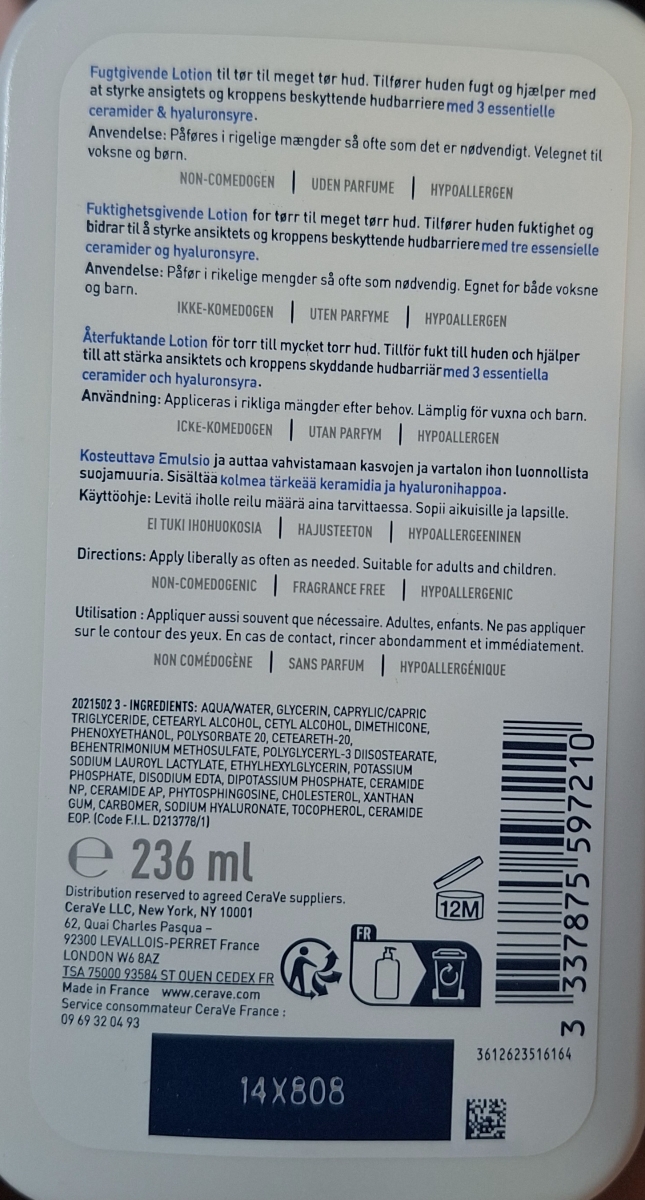 Fugtgivende Lotion til tør til meget tør hud. Tilfører huden fugt og hjælper med
at styrke ansigtets og kroppens beskyttende hudbarriere med 3 essentielle
ceramider & hyaluronsyre.
Anvendelse: Påføres i rigelige mængder så ofte som det er nødvendigt. Velegnet til
voksne og børn.
NON-COMEDOGEN | UDEN PARFUME | HYPOALLERGEN
Fuktighetsgivende Lotion for tørr til meget tørr hud. Tilfører huden fuktighet og
bidrar til å styrke ansiktets og kroppens beskyttende hudbarriere med tre essensielle
ceramider og hyaluronsyre.
Anvendelse: Påfør i rikelige mengder så ofte som nødvendig. Egnet for både voksne
og barn.
IKKE-KOMEDOGEN | UTEN PARFYME | HYPOALLERGEN
Återfuktande Lotion för torr till mycket torr hud. Tillför fukt till huden och hjälper
till att stärka ansiktets och kroppens skyddande hudbarriär med 3 essentiella
ceramider och hyaluronsyra.
Användning: Appliceras i rikliga mängder efter behov. Lämplig för vuxna och barn.
ICKE-KOMEDOGEN | UTAN PARFYM | HYPOALLERGEN
Kosteuttava Emulsio ja auttaa vahvistamaan kasvojen ja vartalon ihon luonnollista
suojamuuria. Sisältää kolmea tärkeää keramidia ja hyaluronihappoa.
Käyttöohje: Levitä iholle reilu määrä aina tarvittaessa. Sopii aikuisille ja lapsille.
EI TUKI IHOHUOKOSIA | HAJUSTEETON | HYPOALLERGEENINEN
Directions: Apply liberally as often as needed. Suitable for adults and children.
NON-COMEDOGENIC | FRAGRANCE FREE | HYPOALLERGENIC
Utilisation : Appliquer aussi souvent que nécessaire. Adultes, enfants. Ne pas appliquer
sur le contour des yeux. En cas de contact, rincer abondamment et immédiatement.
NON COMÉDOGÈNE | SANS PARFUM | HYPOALLERGÉNIQUE
2021502 3 - INGREDIENTS: AQUA/WATER, GLYCERIN, CAPRYLIC/CAPRIC
TRIGLYCERIDE, CETEARYL ALCOHOL, CETYL ALCOHOL, DIMETHICONE,
PHENOXYETHANOL, POLYSORBATE 20, CETEARETH-20,
BEHENTRIMONIUM METHOSULFATE, POLYGLYCERYL-3 DIISOSTEARATE,
SODIUM LAUROYL LACTYLATE, ETHYLHEXYLGLYCERIN, POTASSIUM
PHOSPHATE, DISODIUM EDTA, DIPOTASSIUM PHOSPHATE, CERAMIDE
NP, CERAMIDE AP, PHYTOSPHINGOSINE, CHOLESTEROL, XANTHAN
GUM, CARBOMER, SODIUM HYALURONATE, TOCOPHEROL, CERAMIDE
EOP. (Code F.I.L. D213778/1)
e 236 ml
Distribution reserved to agreed CeraVe suppliers.
CeraVe LLC, New York, NY 10001
62, Quai Charles Pasqua –
92300 LEVALLOIS-PERRET France
LONDON W6 8AZ
TSA 75000 93584 ST OUEN CEDEX FR
Made in France www.cerave.com
Service consommateur CeraVe France :
09 69 32 04 93
12M
FR
3 337875 597210
3612623516164
14X808